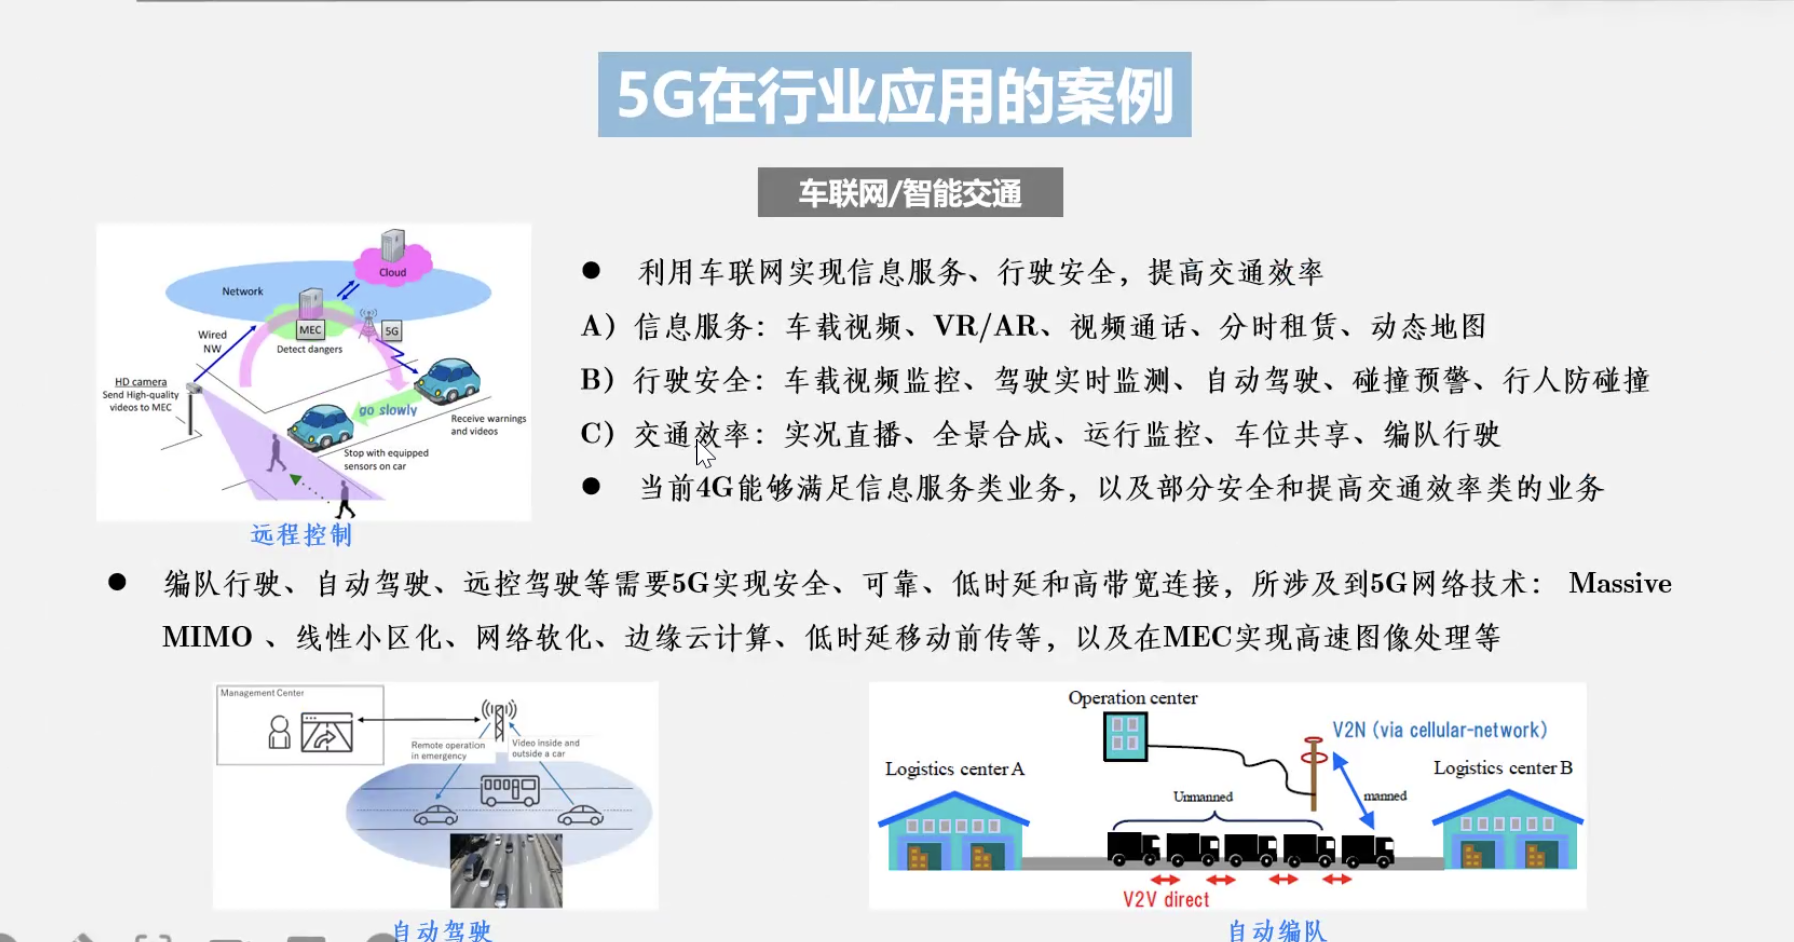 5G在行业应用的案例
车联网/智能交通
Cloud
Network
MEC
5G
Wired
NW
Detect dangers
HD camera
Send High-quality
videos to MEC
go slowly
Receive warnings
and videos
Stop with equipped
sensors on car
远程控制
● 利用车联网实现信息服务、行驶安全，提高交通效率
A）信息服务：车载视频、VR/AR、视频通话、分时租赁、动态地图
B）行驶安全：车载视频监控、驾驶实时监测、自动驾驶、碰撞预警、行人防碰撞
C）交通效率：实况直播、全景合成、运行监控、车位共享、编队行驶
● 当前4G能够满足信息服务类业务，以及部分安全和提高交通效率类的业务
● 编队行驶、自动驾驶、远控驾驶等需要5G实现安全、可靠、低时延和高带宽连接，所涉及到5G网络技术： Massive
MIMO 、线性小区化、网络软化、边缘云计算、低时延移动前传等，以及在MEC实现高速图像处理等
Management Center
Remote operation
in emergency
Video inside and
outside a car
自动驾驶
Operation center
V2N (via cellular-network)
Logistics center A
Logistics center B
Unmanned
manned
V2V direct
自动编队